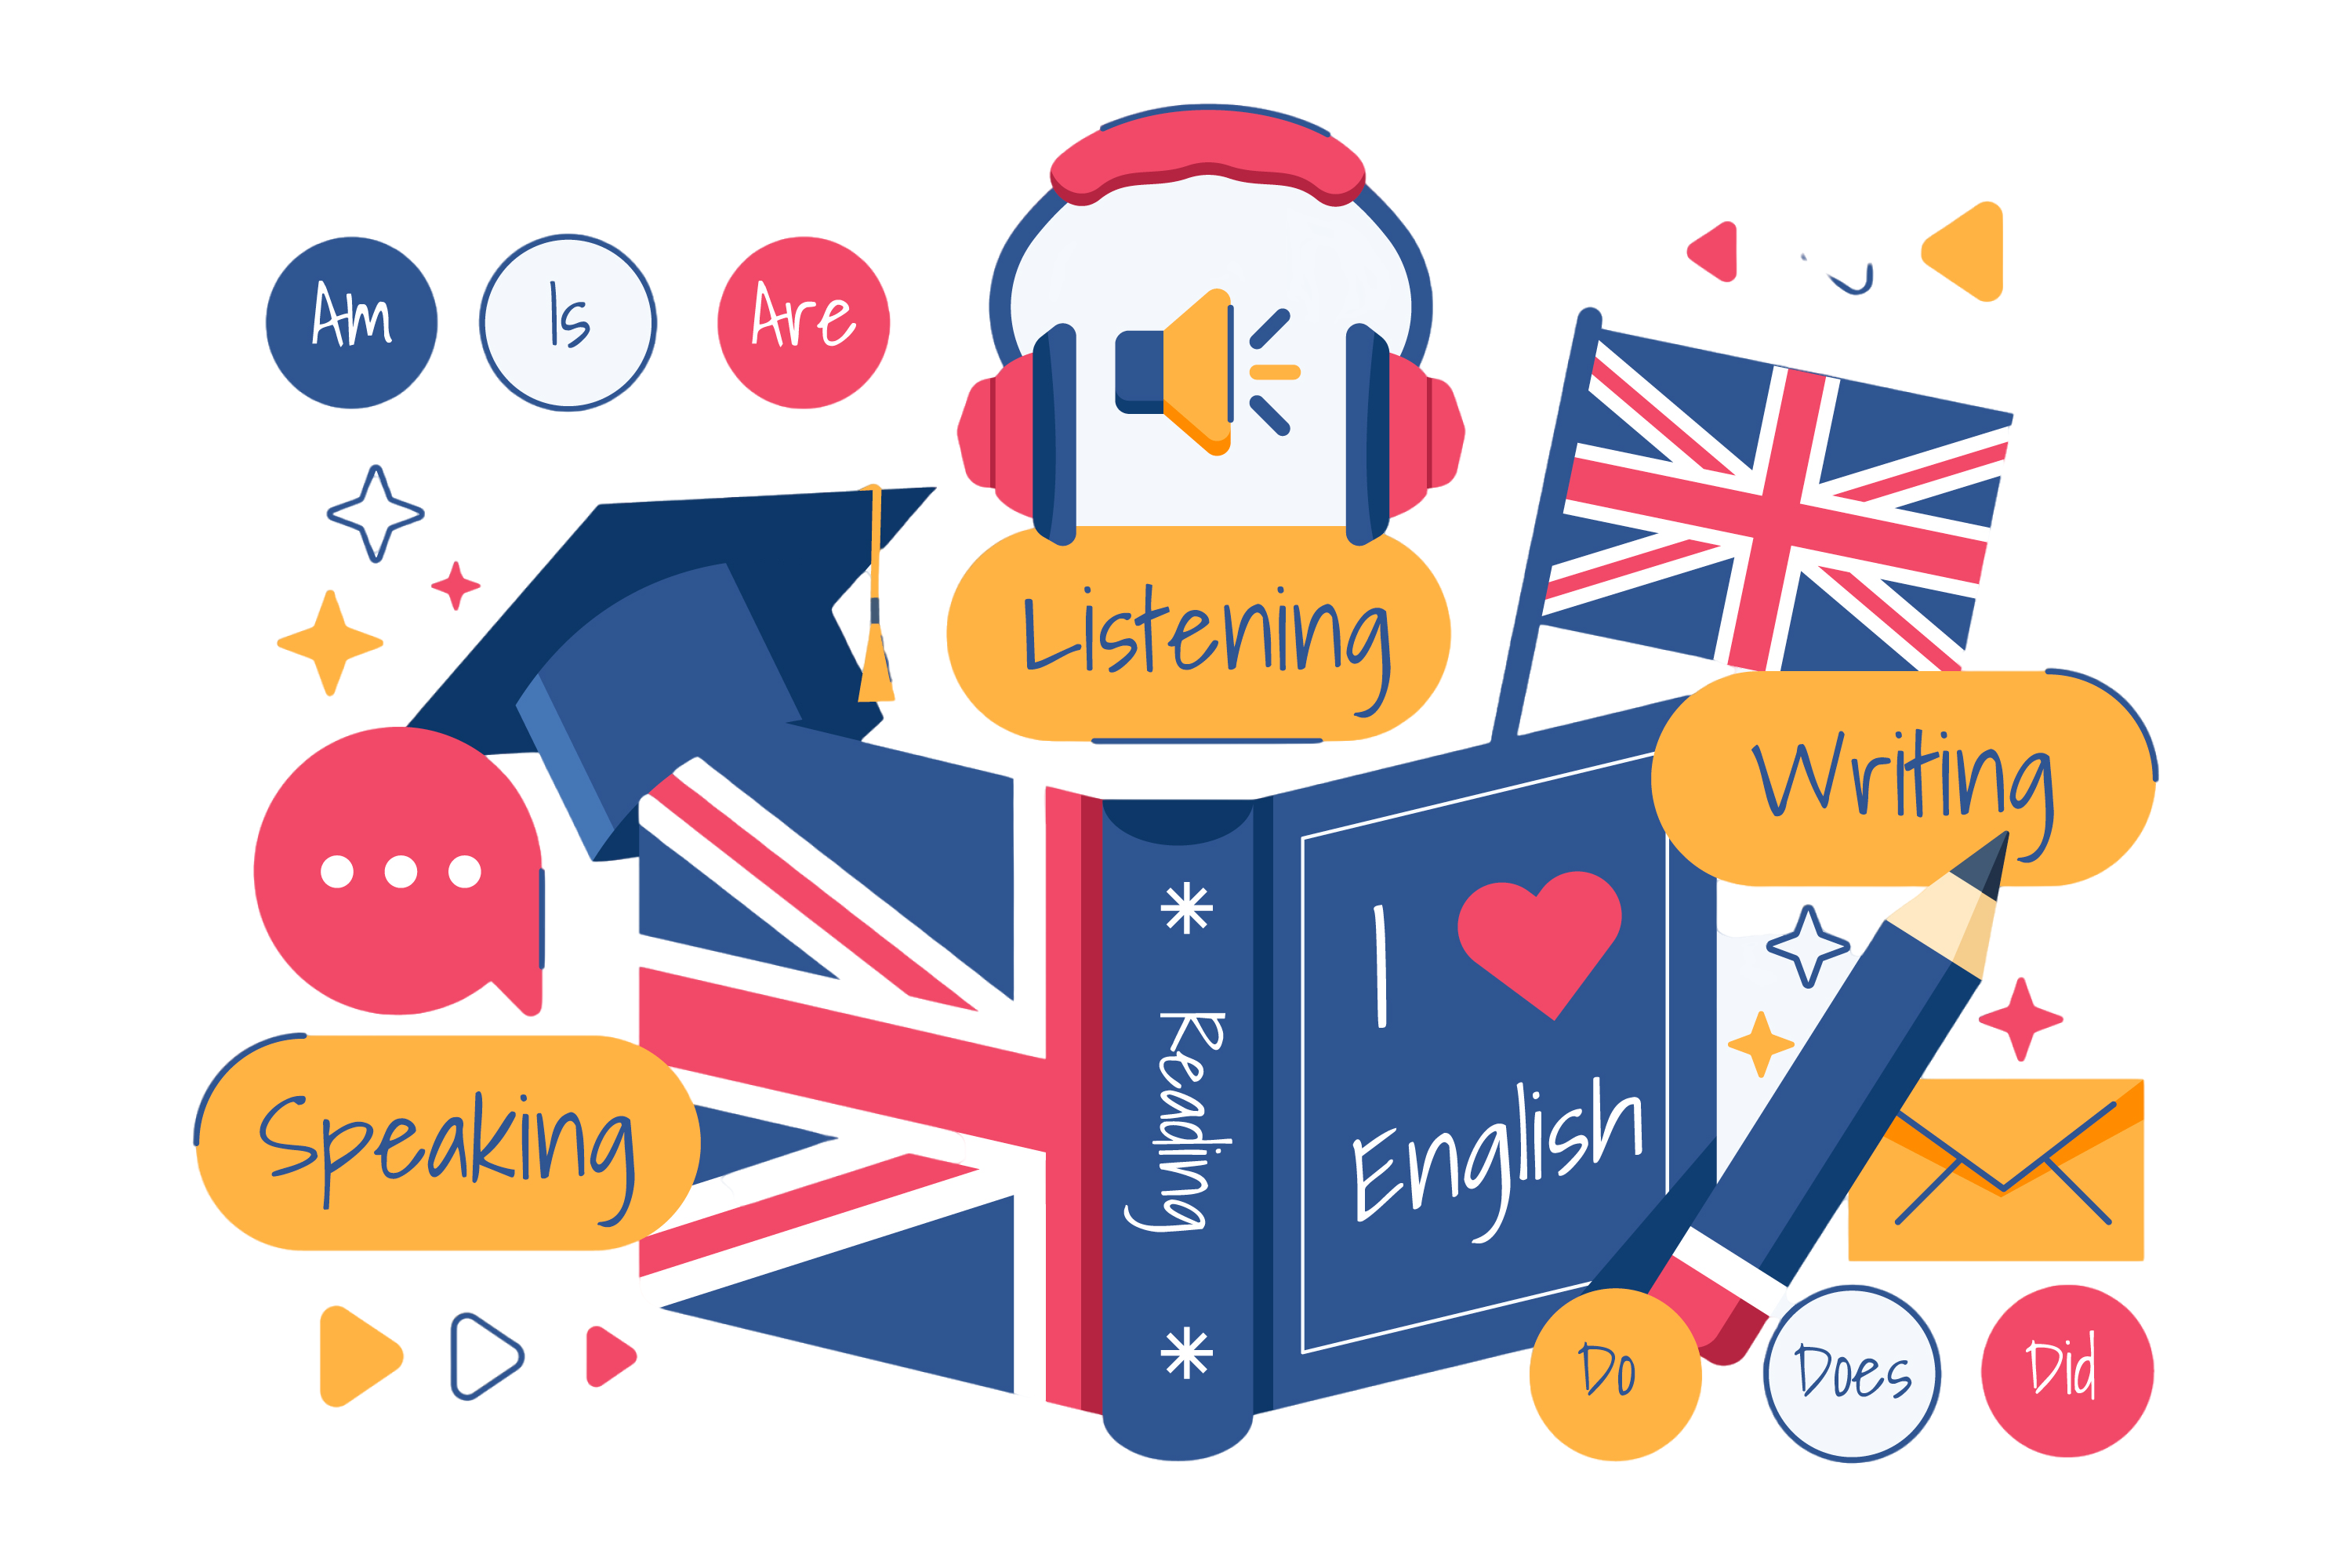 Am
Is
Are
Listening
Writing
Speaking
Reading
I
English
Do
Does
Did